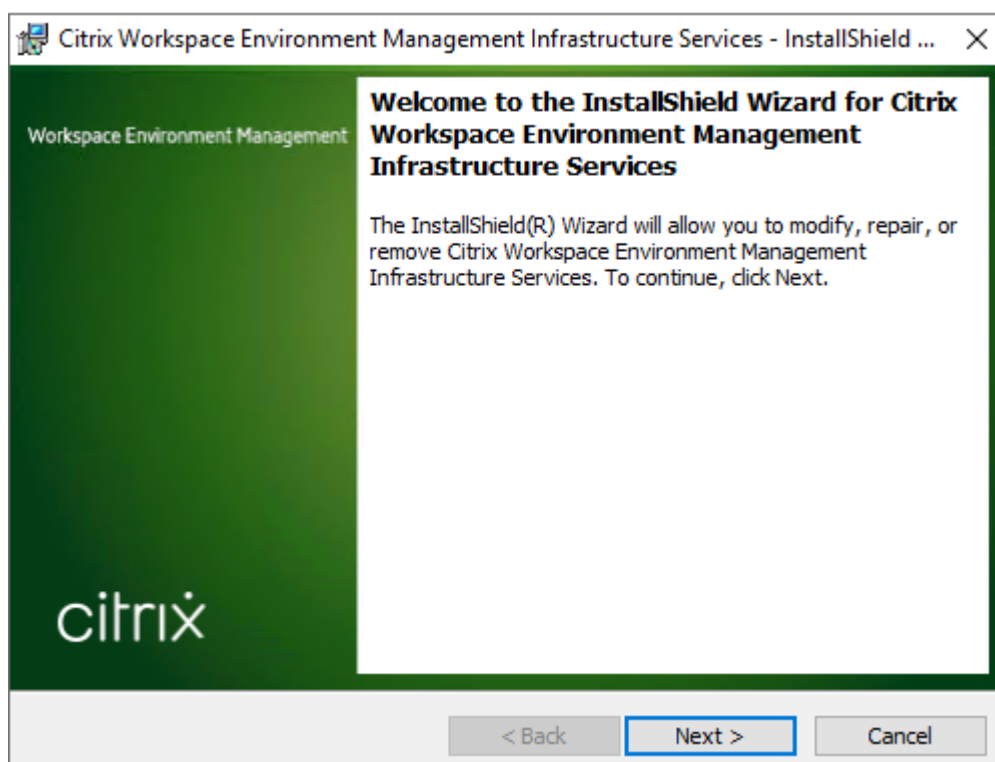 Citrix Workspace Environment Management Infrastructure Services - InstallShield ...
Workspace Environment Management
Welcome to the InstallShield Wizard for Citrix
Workspace Environment Management
Infrastructure Services
The InstallShield(R) Wizard will allow you to modify, repair, or
remove Citrix Workspace Environment Management
Infrastructure Services. To continue, click Next.
citrix
< Back
Next >
Cancel